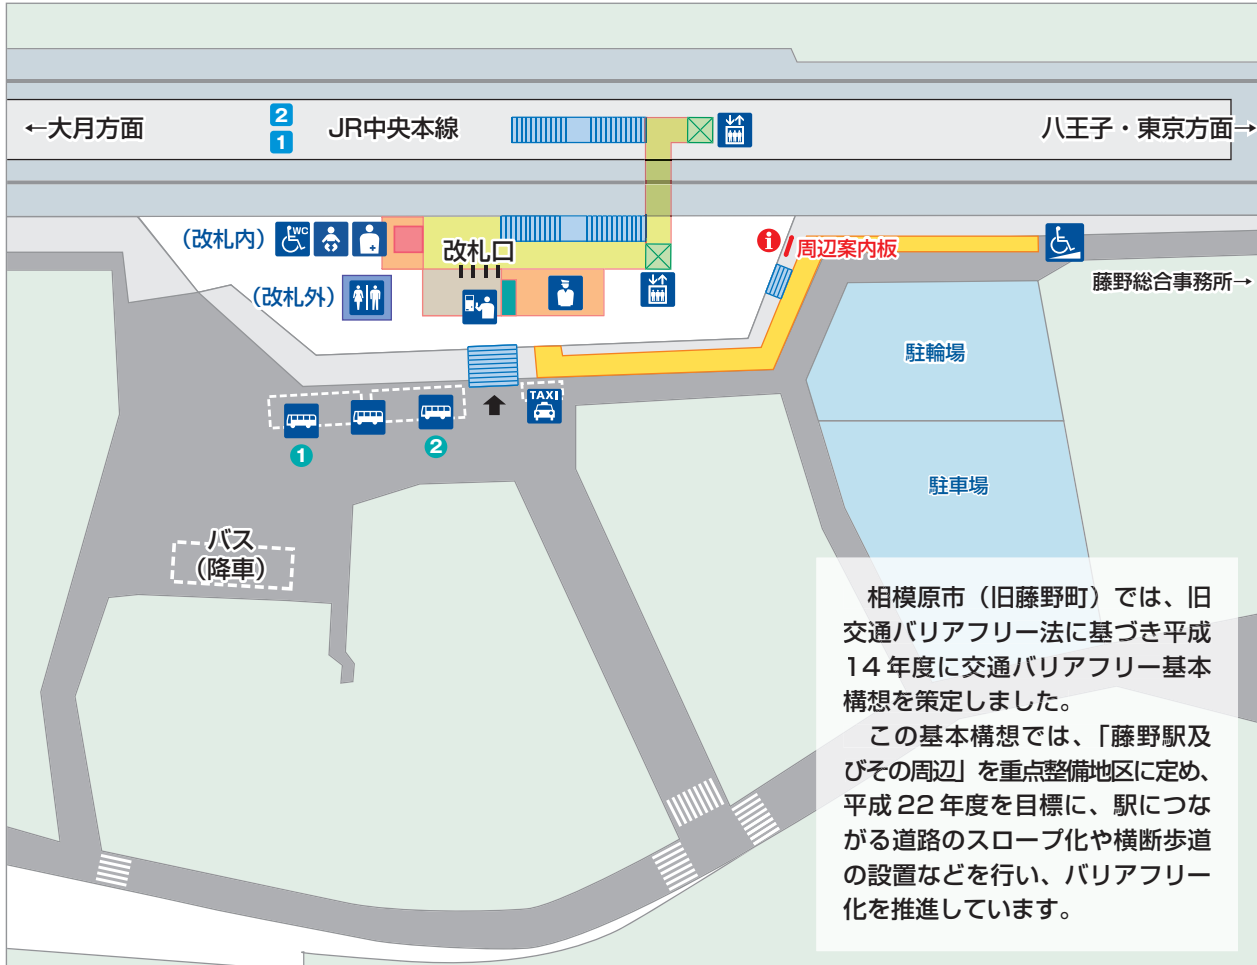 ←大月方面
2
1
JR中央本線
八王子・東京方面→
(改札内)
WC
改札口
i
周辺案内板
(改札外)
藤野総合事務所→
駐輪場
TAXI
1
2
駐車場
バス
(降車)
相模原市（旧藤野町）では、旧
交通バリアフリー法に基づき平成
14年度に交通バリアフリー基本
構想を策定しました。
この基本構想では、「藤野駅及
びその周辺」を重点整備地区に定め、
平成22年度を目標に、駅につな
がる道路のスロープ化や横断歩道
の設置などを行い、バリアフリー
化を推進しています。